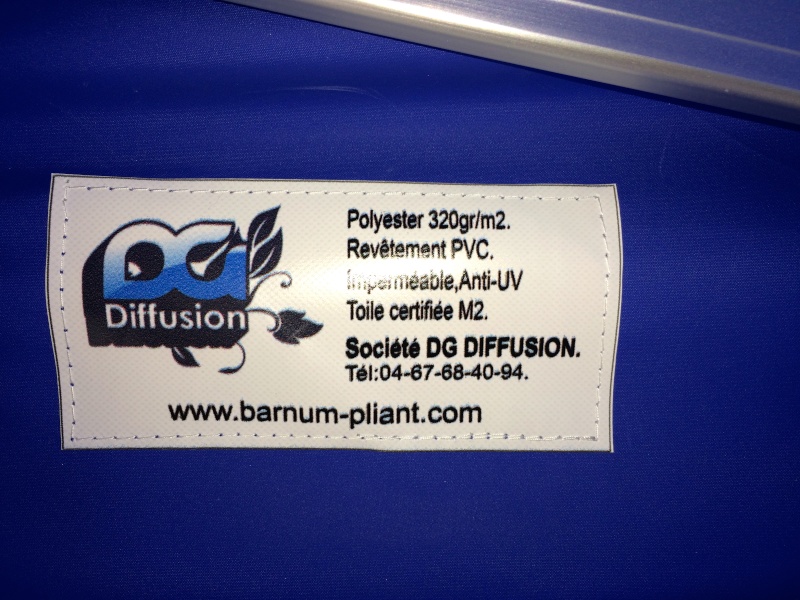 DG
Diffusion
Polyester 320gr/m2.
Revêtement PVC.
Imperméable,Anti-UV
Toile certifiée M2.
Société DG DIFFUSION.
Tél:04-67-68-40-94.
www.barnum-pliant.com